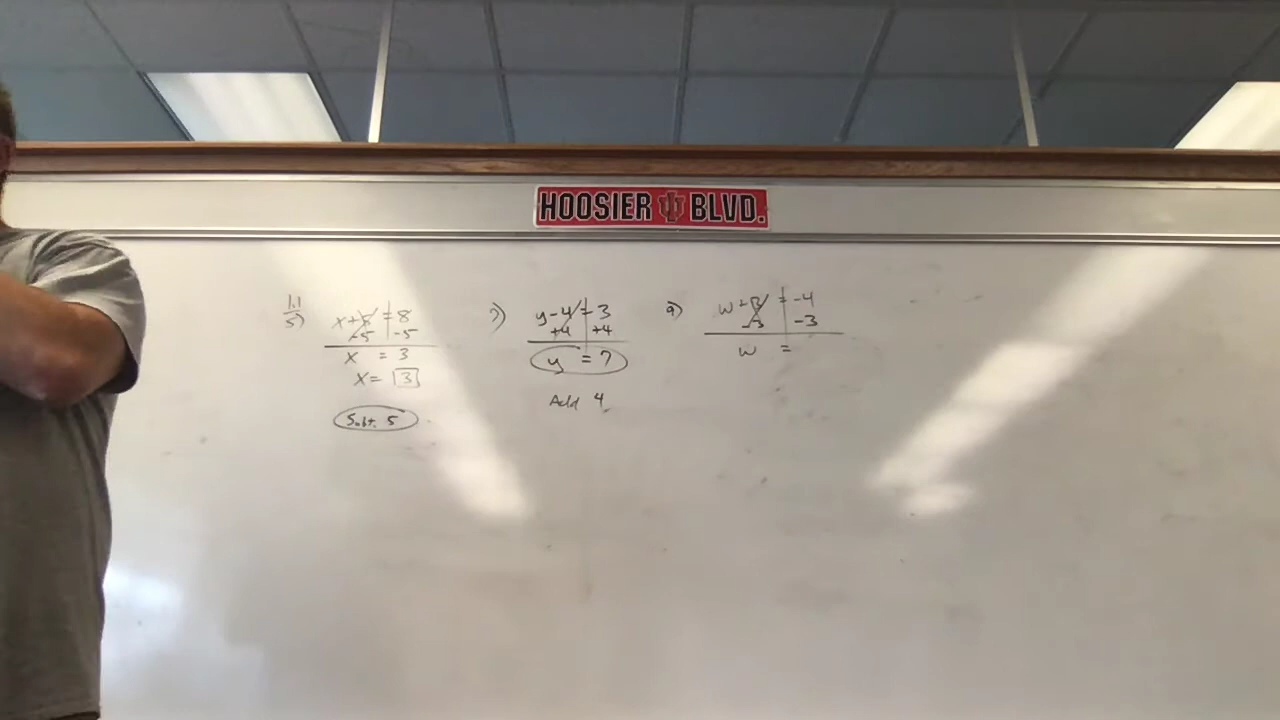 HOOSIER IU BLVD.
1.1
5) x+5 = 8
-5 -5
x = 3
x = 3
Subt. 5
7) y-4 = 3
+4 +4
y = 7
Add 4
9) w+3 = -4
-3 -3
w =